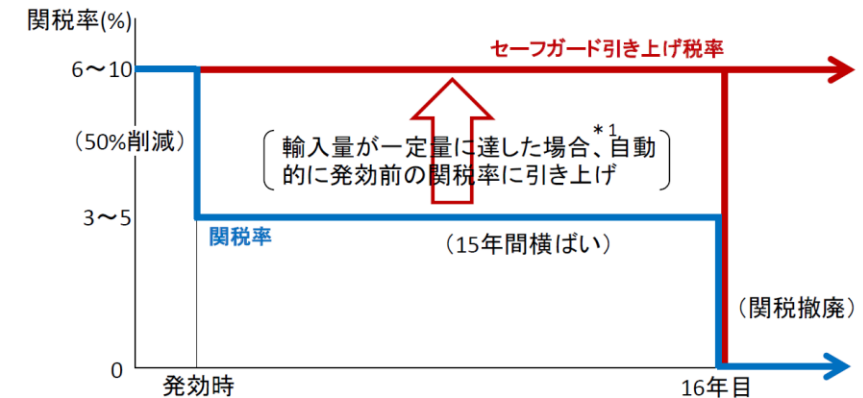 関税率(%)
セーフガード引き上げ税率
6～10
(50%削減)
輸入量が一定量に達した場合、*1自動
的に発効前の関税率に引き上げ
3～5
関税率
(15年間横ばい)
(関税撤廃)
0
発効時
16年目